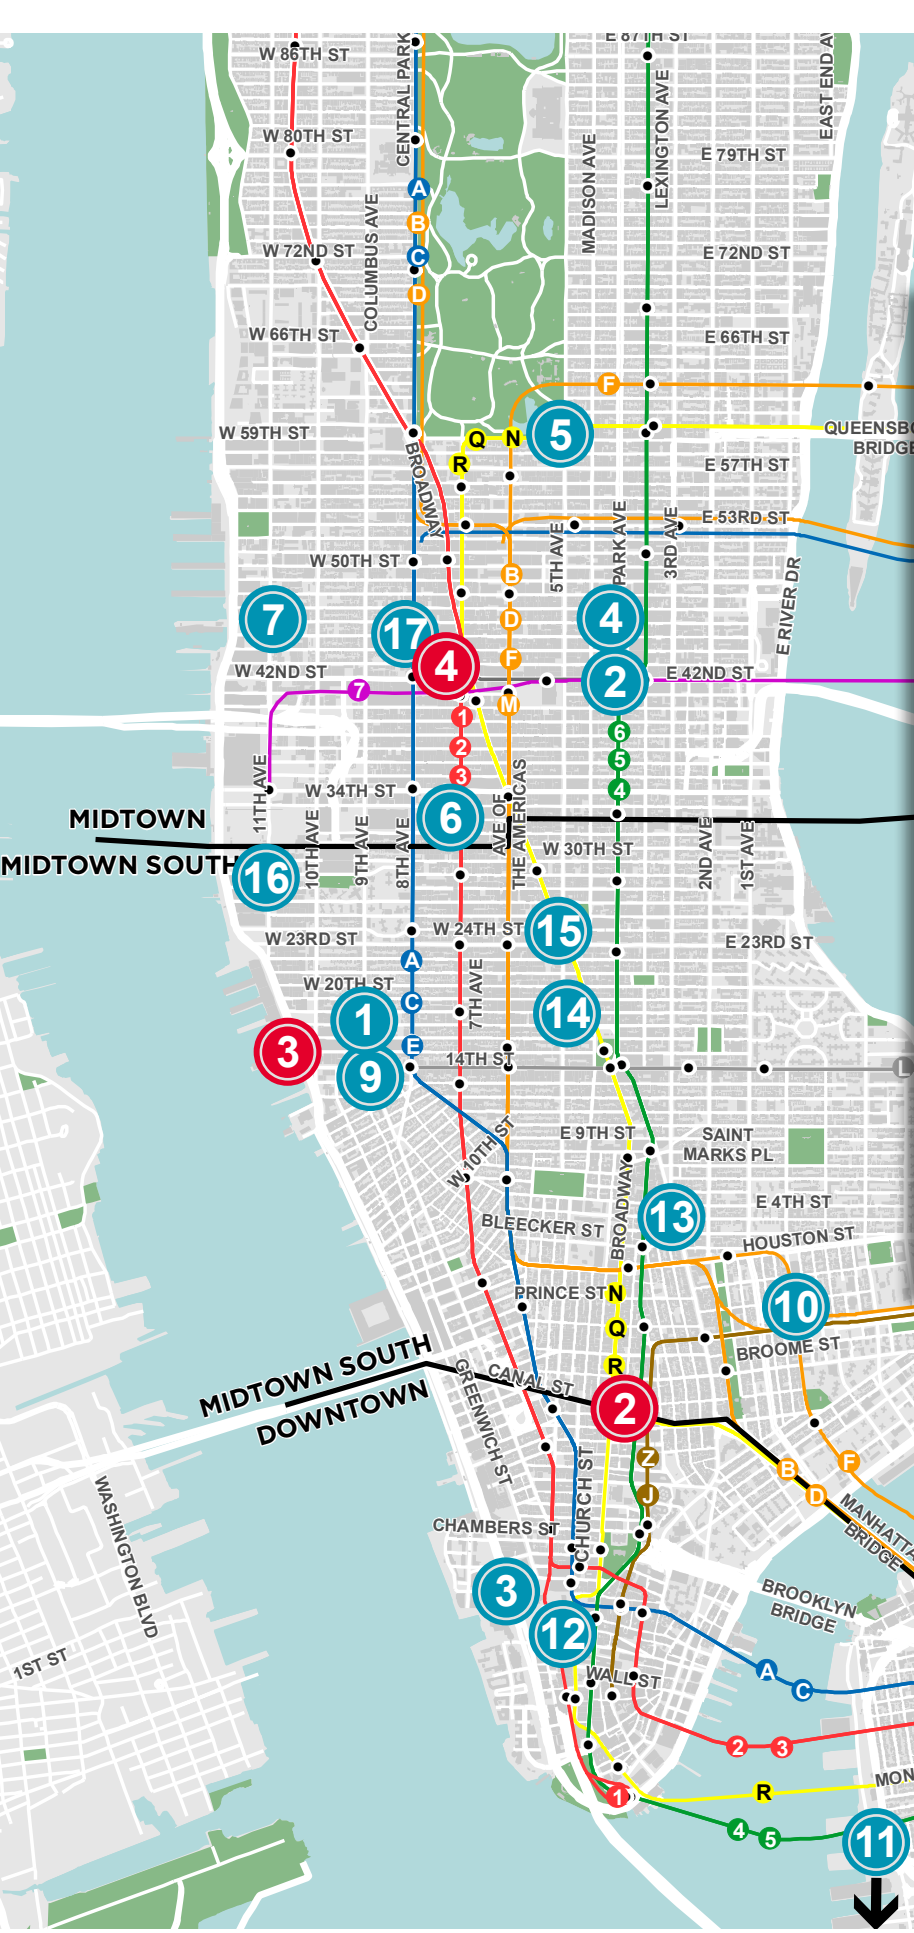 E 87TH ST
W 86TH ST
CENTRAL PARK
EAST END AV
W 80TH ST
MADISON AVE
LEXINGTON AVE
E 79TH ST
A
B
COLUMBUS AVE
W 72ND ST
C
E 72ND ST
D
W 66TH ST
E 66TH ST
F
W 59TH ST
Q
N
5
QUEENSBO
BRIDGE
R
BROADWAY
E 57TH ST
E 53RD ST
5TH AVE
PARK AVE
3RD AVE
W 50TH ST
B
E RIVER DR
7
17
D
4
F
4
W 42ND ST
E 42ND ST
2
7
M
1
6
2
5
3
4
11TH AVE
W 34TH ST
AVE OF
THE AMERICAS
MIDTOWN
6
10TH AVE
9TH AVE
8TH AVE
W 30TH ST
2ND AVE
1ST AVE
MIDTOWN SOUTH
16
W 23RD ST
W 24TH ST
15
E 23RD ST
A
7TH AVE
W 20TH ST
C
1
14
E
3
14TH ST
L
9
W 10TH ST
E 9TH ST
SAINT
MARKS PL
BROADWAY
E 4TH ST
BLEECKER ST
13
HOUSTON ST
PRINCE ST
N
10
Q
BROOME ST
MIDTOWN SOUTH
R
DOWNTOWN
GREENWICH ST
CANAL ST
2
Z
B
F
CHURCH ST
J
D
WASHINGTON BLVD
CHAMBERS ST
MANHATTA
BRIDGE
3
BROOKLYN
BRIDGE
12
1ST ST
WALL ST
A
C
2
3
R
MON
1
4
5
11